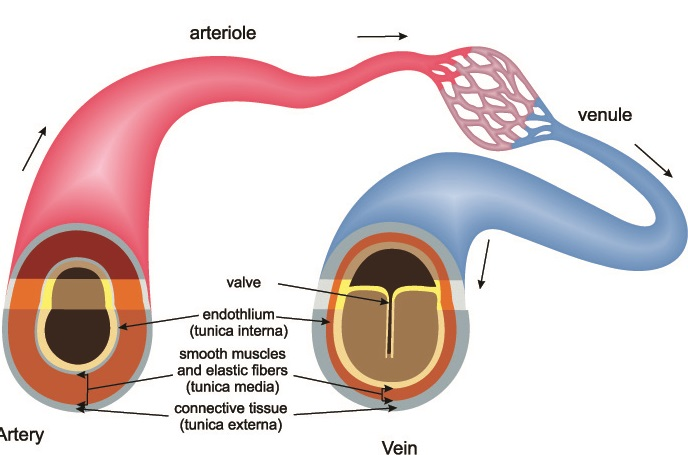 arteriole
venule
valve
endothlium
(tunica interna)
smooth muscles
and elastic fibers
(tunica media)
connective tissue
(tunica externa)
Artery
Vein